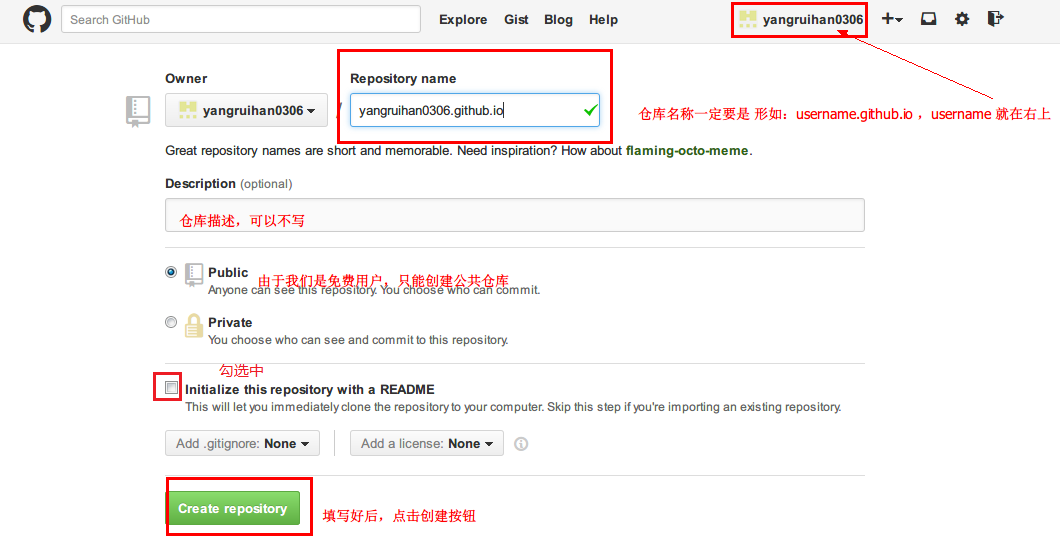 Search GitHub
Explore Gist Blog Help
yangruihan0306
Owner
Repository name
yangruihan0306
/
yangruihan0306.github.io
仓库名称一定要是 形如：username.github.io ，username 就在右上
Great repository names are short and memorable. Need inspiration? How about flaming-octo-meme.
Description (optional)
仓库描述，可以不写
Public
由于我们是免费用户，只能创建公共仓库
Anyone can see this repository. You choose who can commit.
Private
You choose who can see and commit to this repository.
勾选中
Initialize this repository with a README
This will let you immediately clone the repository to your computer. Skip this step if you're importing an existing repository.
Add .gitignore: None
Add a license: None
Create repository
填写好后，点击创建按钮